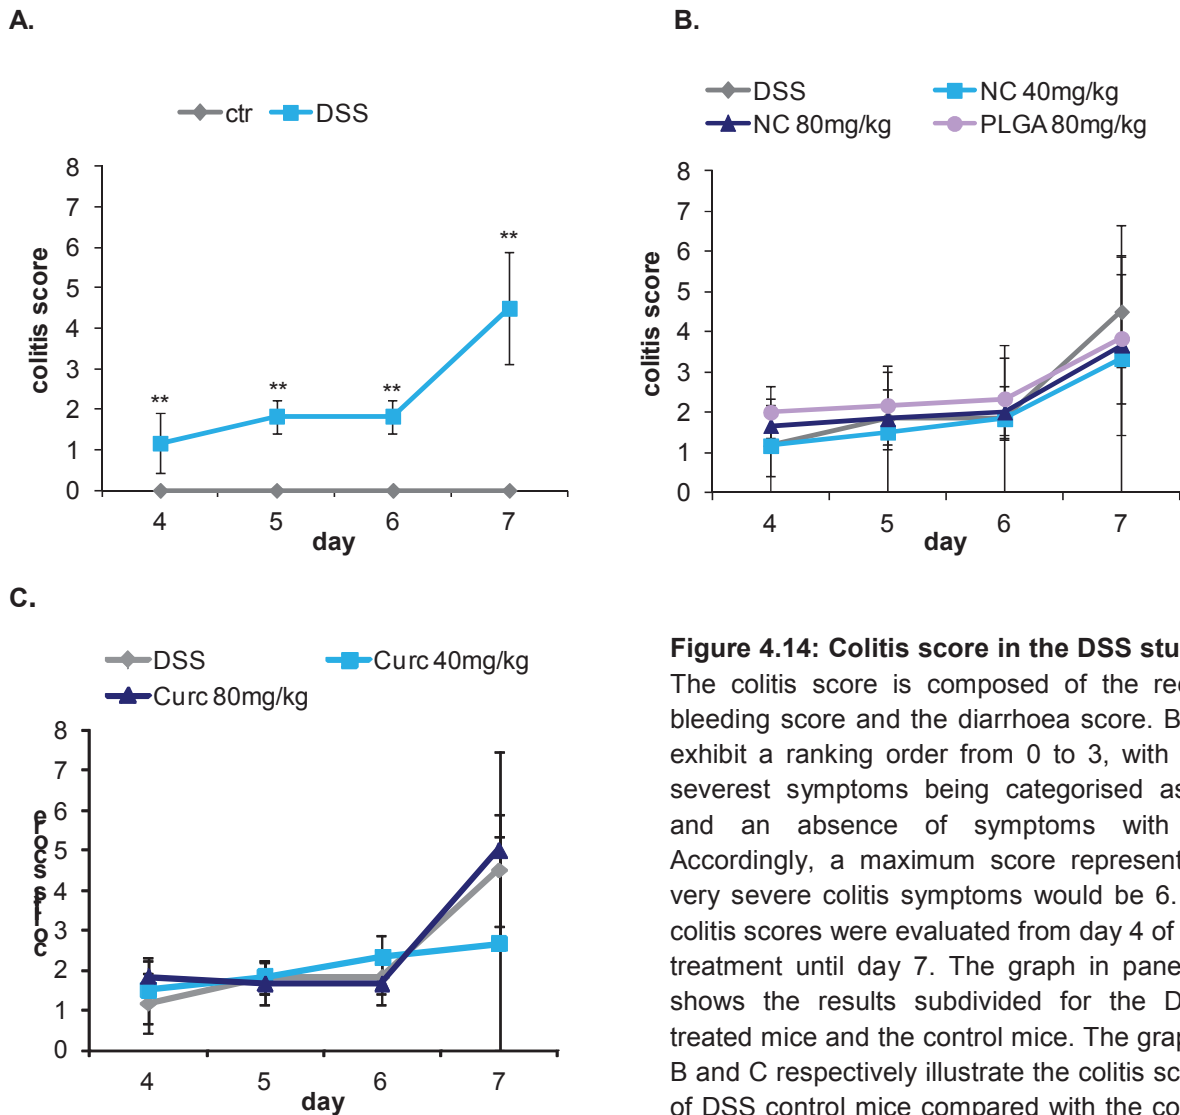 A.
ctr DSS
8
7
6
5
4
3
2
1
0
colitis score
**
**
**
**
4 5 6 7
day
B.
DSS NC 40mg/kg
NC 80mg/kg PLGA 80mg/kg
8
7
6
5
4
3
2
1
0
colitis score
4 5 6 7
day
C.
DSS Curc 40mg/kg
Curc 80mg/kg
8
7
6
5
4
3
2
1
0
colitis score
4 5 6 7
day
Figure 4.14: Colitis score in the DSS stu
The colitis score is composed of the rec
bleeding score and the diarrhoea score. B
exhibit a ranking order from 0 to 3, with
severest symptoms being categorised as
and an absence of symptoms with
Accordingly, a maximum score represent
very severe colitis symptoms would be 6.
colitis scores were evaluated from day 4 of
treatment until day 7. The graph in pane
shows the results subdivided for the D
treated mice and the control mice. The grap
B and C respectively illustrate the colitis sc
of DSS control mice compared with the co